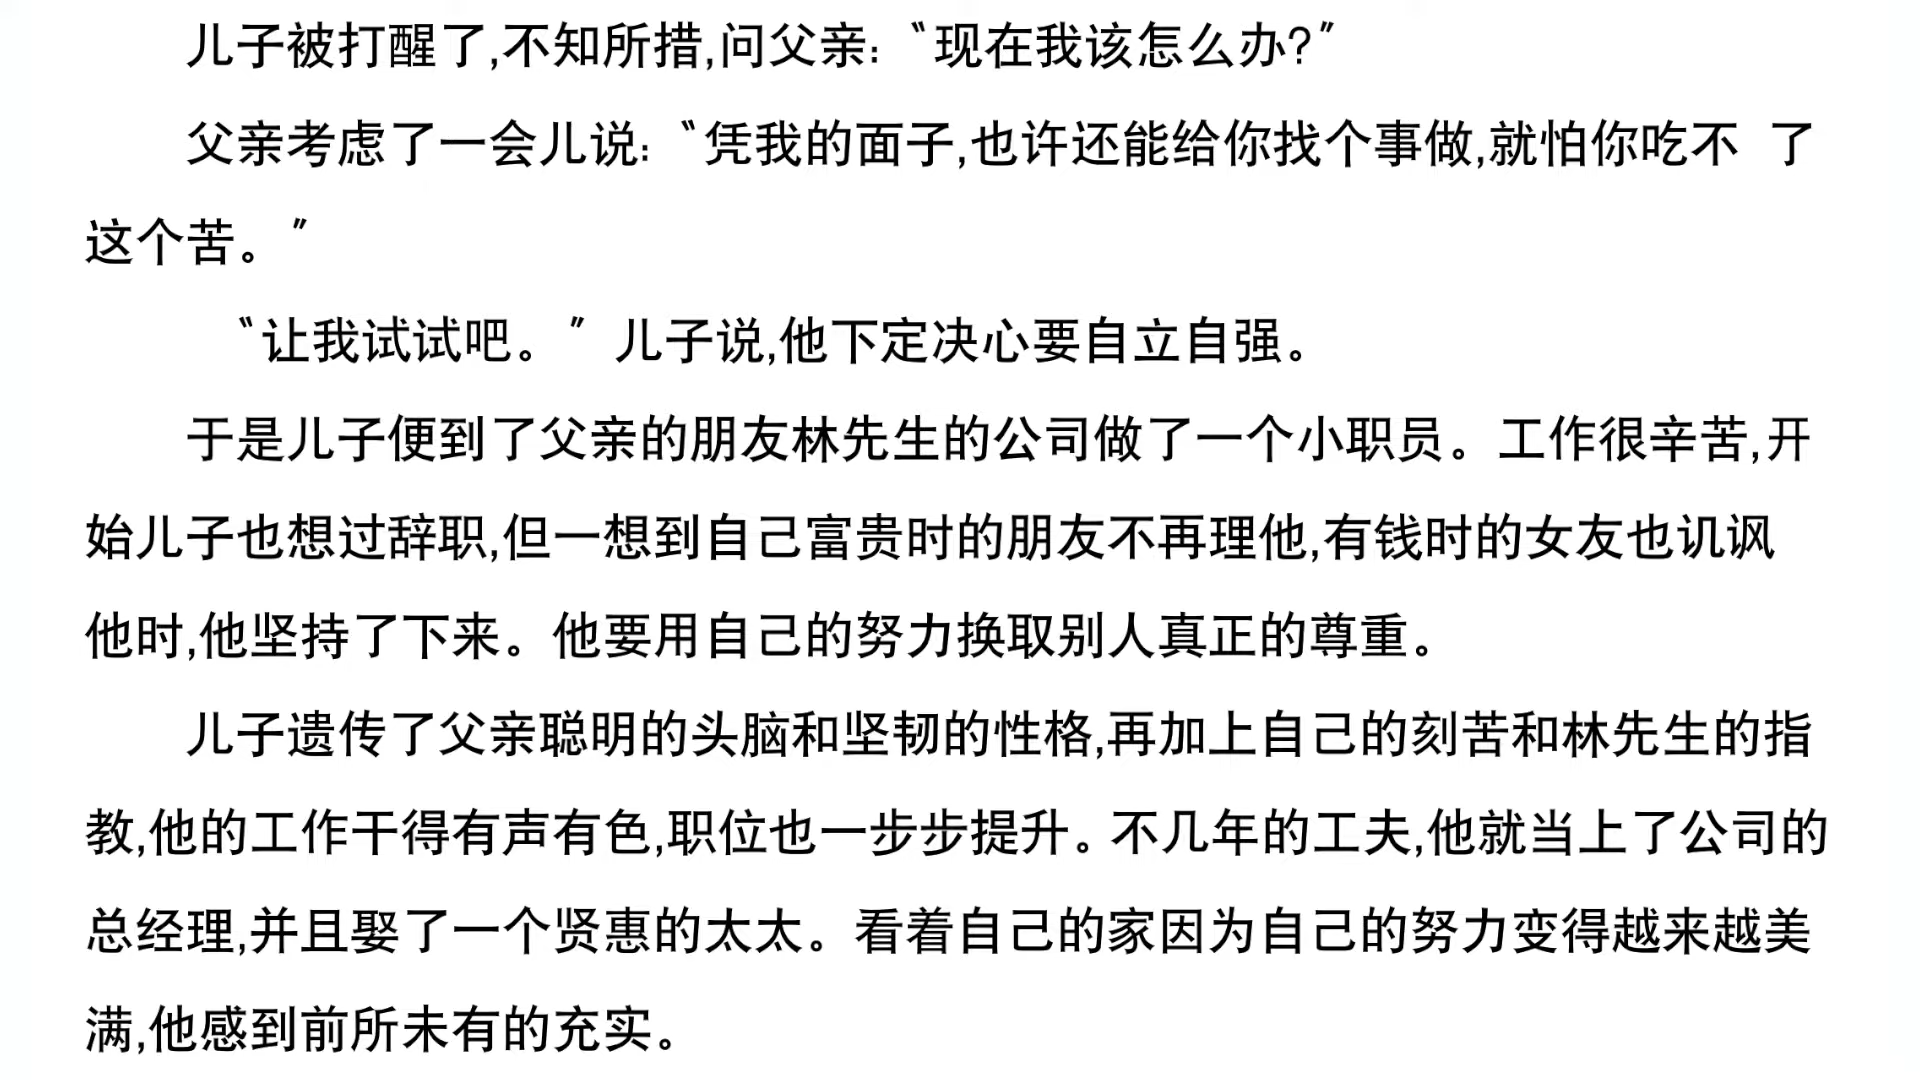 儿子被打醒了,不知所措,问父亲:〝现在我该怎么办?〞
父亲考虑了一会儿说:〝凭我的面子,也许还能给你找个事做,就怕你吃不 了
这个苦。〞
〝让我试试吧。〞儿子说,他下定决心要自立自强。
于是儿子便到了父亲的朋友林先生的公司做了一个小职员。工作很辛苦,开
始儿子也想过辞职,但一想到自己富贵时的朋友不再理他,有钱时的女友也讥讽
他时,他坚持了下来。他要用自己的努力换取别人真正的尊重。
儿子遗传了父亲聪明的头脑和坚韧的性格,再加上自己的刻苦和林先生的指
教,他的工作干得有声有色,职位也一步步提升。不几年的工夫,他就当上了公司的
总经理,并且娶了一个贤惠的太太。看着自己的家因为自己的努力变得越来越美
满,他感到前所未有的充实。